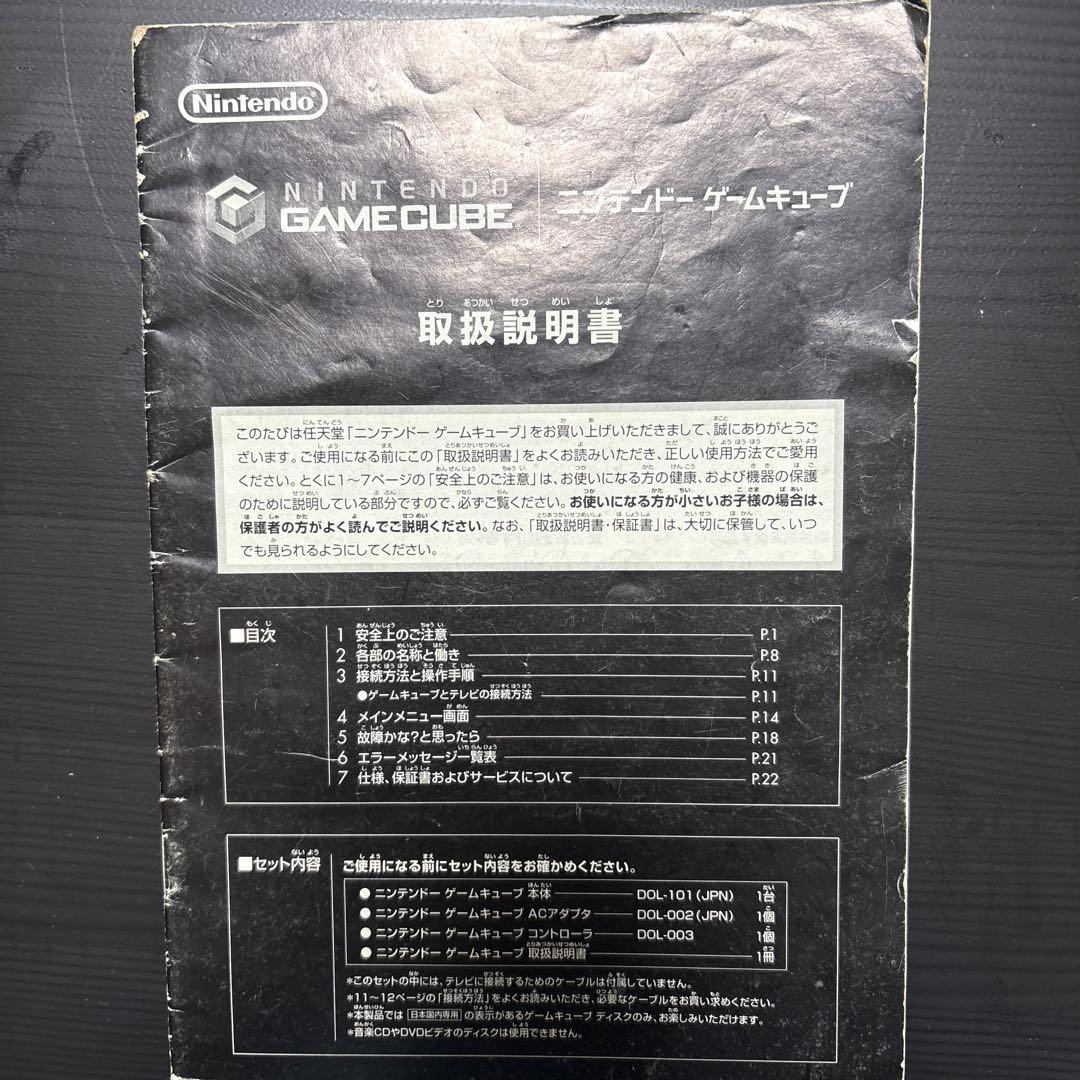 Nintendo
NINTENDO
GAMECUBE
ニンテンドー ゲームキューブ
とり あつかい せつ めい しょ
取扱説明書
このたびは任天堂「ニンテンドー ゲームキューブ」をお買い上げいただきまして、誠にありがとうご
ざいます。ご使用になる前にこの「取扱説明書」をよくお読みいただき、正しい使用方法でご愛用
ください。とくに1〜7ページの「安全上のご注意」は、お使いになる方の健康、および機器の保護
のために説明している部分ですので、必ずご覧ください。お使いになる方が小さいお子様の場合は、
保護者の方がよく読んでご説明ください。なお、「取扱説明書・保証書」は、大切に保管して、いつ
でも見られるようにしてください。
■目次
1 安全上のご注意 P.1
2 各部の名称と働き P.8
3 接続方法と操作手順 P.11
●ゲームキューブとテレビの接続方法 P.11
4 メインメニュー画面 P.14
5 故障かな?と思ったら P.18
6 エラーメッセージ一覧表 P.21
7 仕様、保証書およびサービスについて P.22
■セット内容 ご使用になる前にセット内容をお確かめください。
● ニンテンドー ゲームキューブ 本体 DOL-101(JPN) 1台
● ニンテンドー ゲームキューブ ACアダプタ DOL-002(JPN) 1個
● ニンテンドー ゲームキューブ コントローラ DOL-003 1個
● ニンテンドー ゲームキューブ 取扱説明書 1冊
*このセットの中には、テレビに接続するためのケーブルは付属していません。
*11〜12ページの「接続方法」をよくお読みいただき、必要なケーブルをお買い求めください。
*本製品では 日本国内専用 の表示があるゲームキューブ ディスクのみ、お楽しみいただけます。
*音楽CDやDVDビデオのディスクは使用できません。